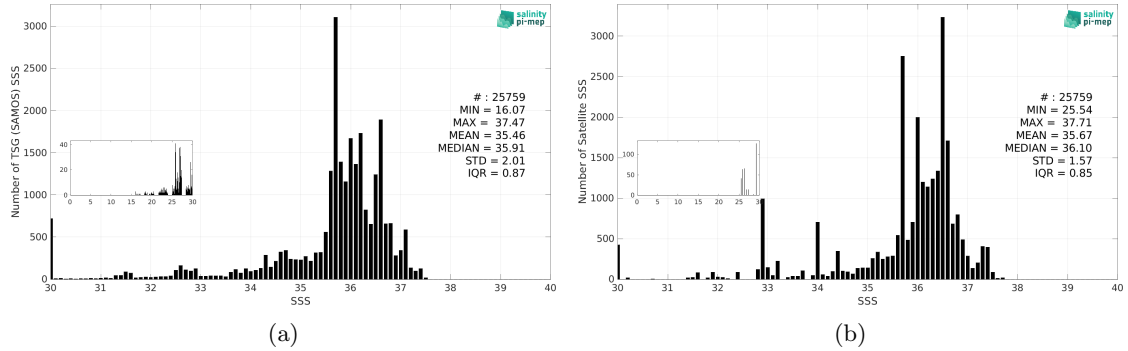 salinity
pi-mep
Number of TSG (SAMOS) SSS
3000
2500
2000
1500
1000
500
0
# : 25759
MIN = 16.07
MAX = 37.47
MEAN = 35.46
MEDIAN = 35.91
STD = 2.01
IQR = 0.87
40
20
0
0 5 10 15 20 25 30
30 31 32 33 34 35 36 37 38 39 40
SSS
(a)
salinity
pi-mep
Number of Satellite SSS
3000
2500
2000
1500
1000
500
0
# : 25759
MIN = 25.54
MAX = 37.71
MEAN = 35.67
MEDIAN = 36.10
STD = 1.57
IQR = 0.85
100
50
0
0 5 10 15 20 25 30
30 31 32 33 34 35 36 37 38 39 40
SSS
(b)